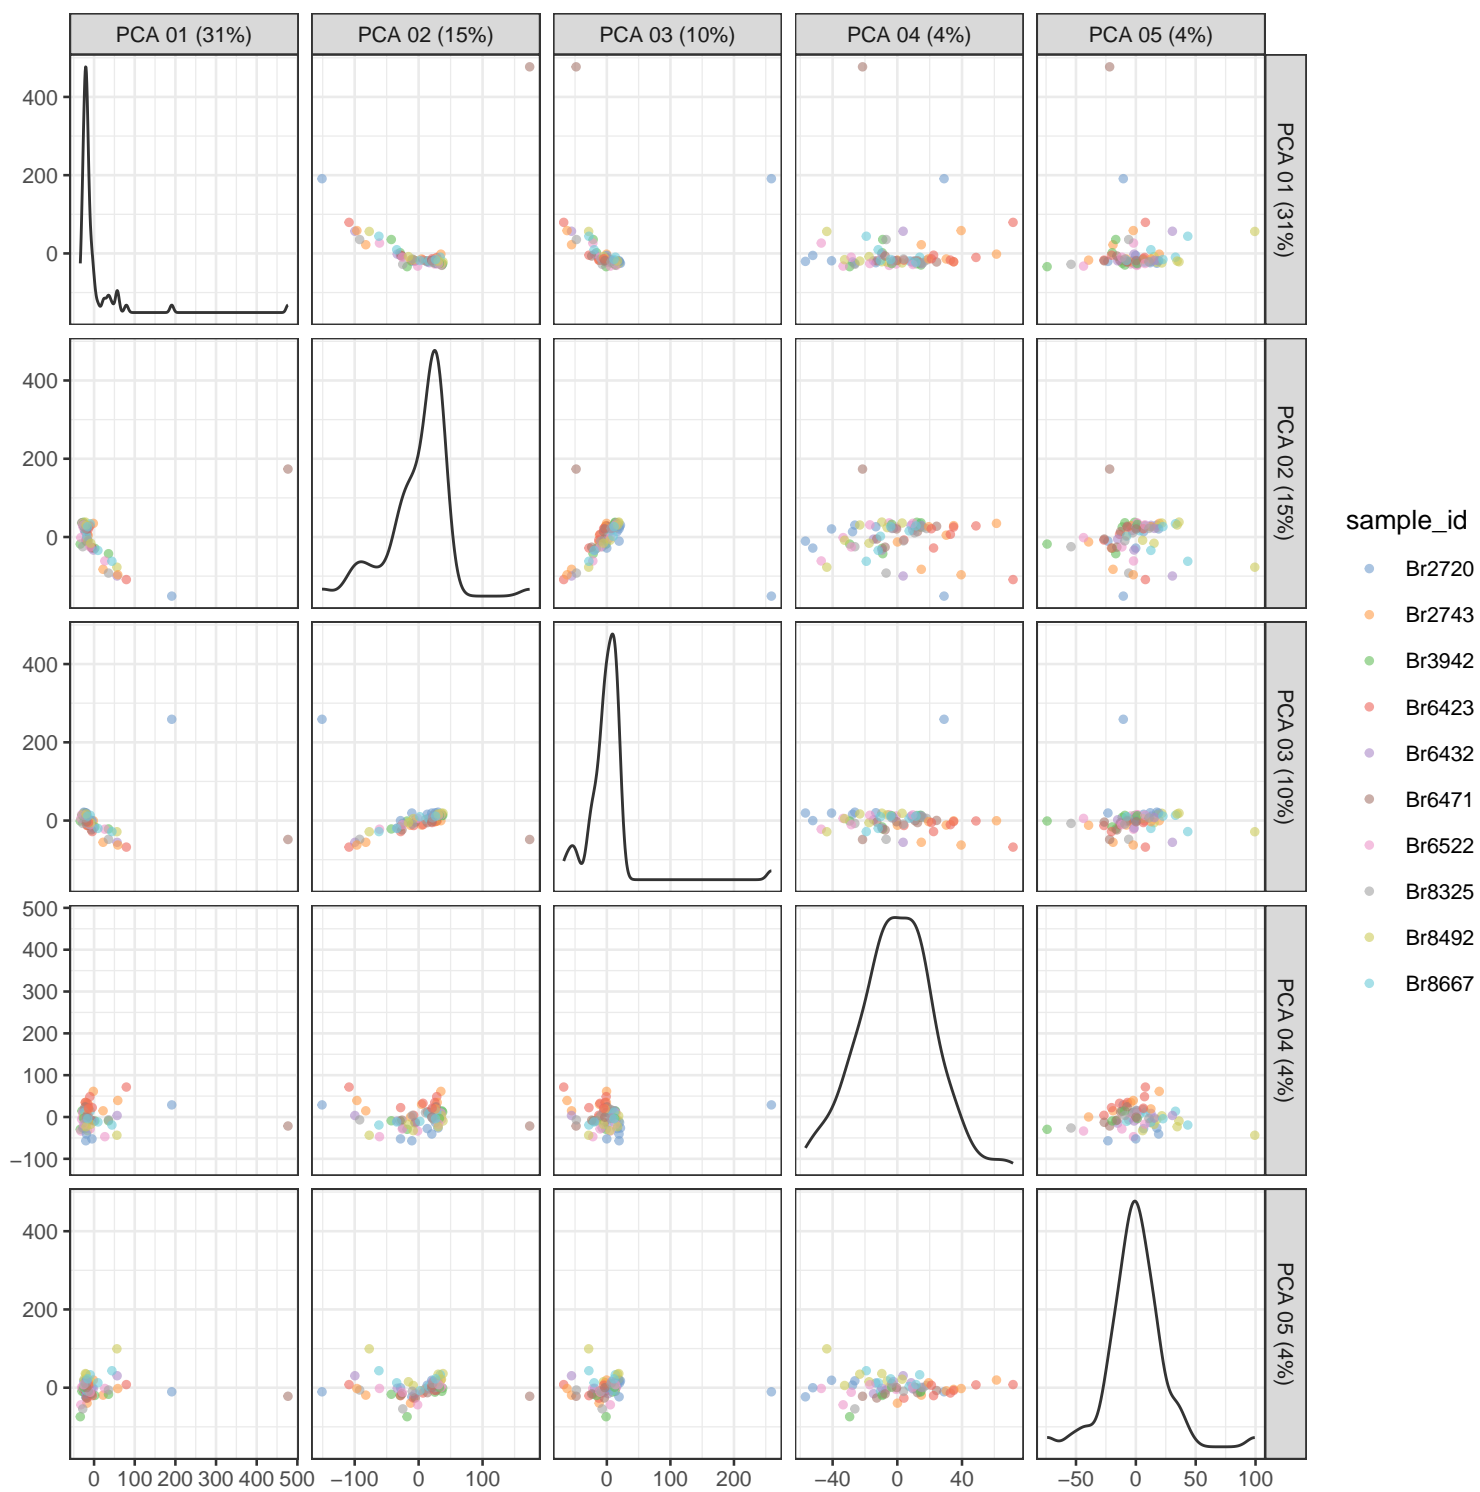 PCA 01 (31%) PCA 02 (15%) PCA 03 (10%) PCA 04 (4%) PCA 05 (4%)
400
200
0
PCA 01 (31%)
400
200
0
PCA 02 (15%)
400
200
0
PCA 03 (10%)
500
400
300
200
100
0
−100
PCA 04 (4%)
400
200
0
PCA 05 (4%)
0 100 200 300 400 500 −100 0 100 0 100 200 −40 0 40 −50 0 50 100
sample_id
Br2720
Br2743
Br3942
Br6423
Br6432
Br6471
Br6522
Br8325
Br8492
Br8667